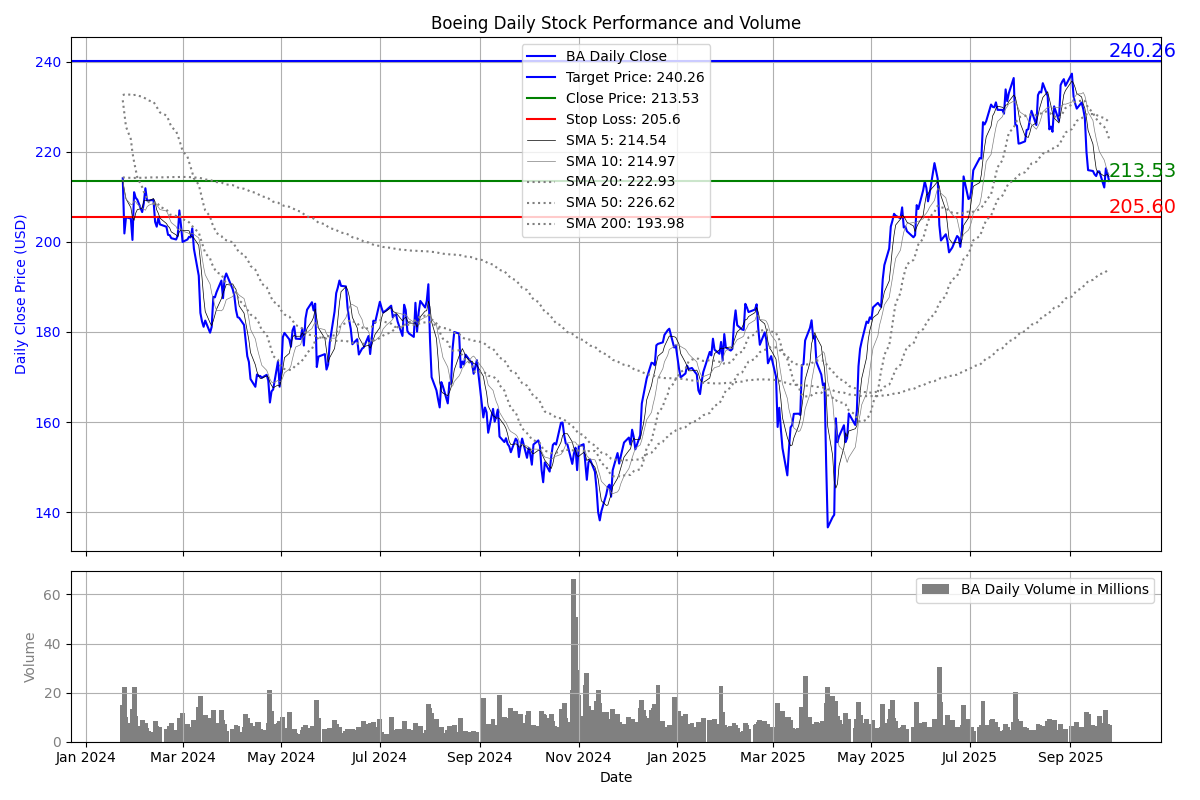 Boeing Daily Stock Performance and Volume
Daily Close Price (USD)
240
220
200
180
160
140
BA Daily Close
Target Price: 240.26
Close Price: 213.53
Stop Loss: 205.6
SMA 5: 214.54
SMA 10: 214.97
SMA 20: 222.93
SMA 50: 226.62
SMA 200: 193.98
240.26
213.53
205.60
Volume
60
40
20
0
BA Daily Volume in Millions
Jan 2024 Mar 2024 May 2024 Jul 2024 Sep 2024 Nov 2024 Jan 2025 Mar 2025 May 2025 Jul 2025 Sep 2025
Date